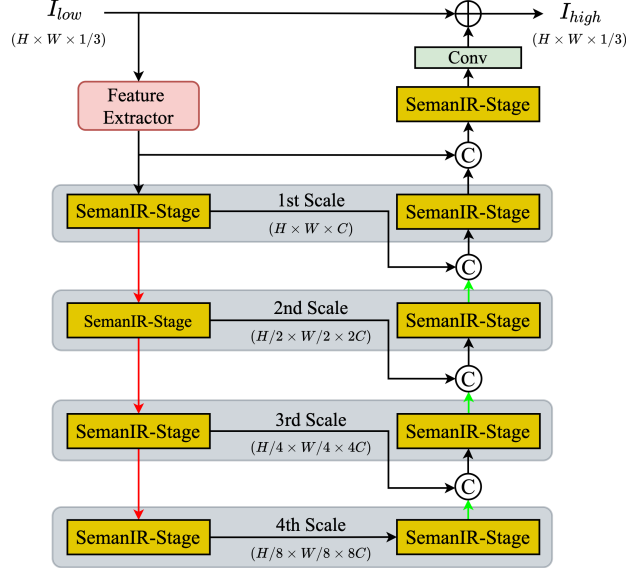 I_low
(H × W × 1/3)
I_high
(H × W × 1/3)
Conv
Feature
Extractor
SemanIR-Stage
C
SemanIR-Stage
1st Scale
(H × W × C)
SemanIR-Stage
C
SemanIR-Stage
2nd Scale
(H/2 × W/2 × 2C)
SemanIR-Stage
C
SemanIR-Stage
3rd Scale
(H/4 × W/4 × 4C)
SemanIR-Stage
C
SemanIR-Stage
4th Scale
(H/8 × W/8 × 8C)
SemanIR-Stage